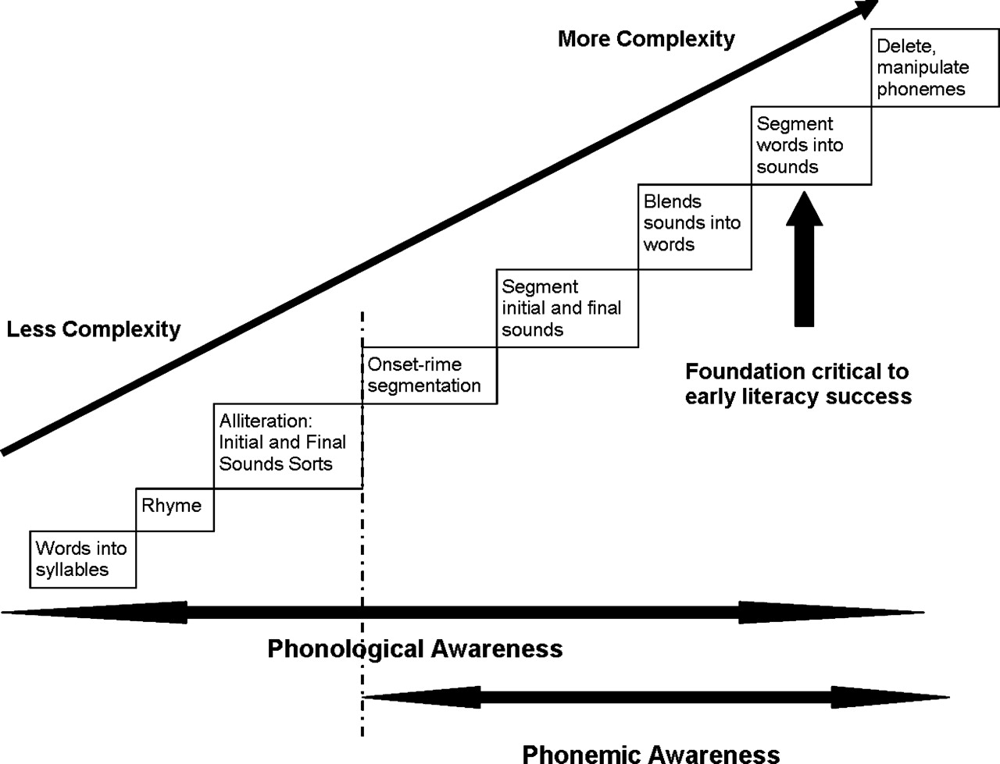 More Complexity
Delete,
manipulate
phonemes
Segment
words into
sounds
Blends
sounds into
words
Segment
initial and final
sounds
Less Complexity
Onset-rime
segmentation
Foundation critical to
early literacy success
Alliteration:
Initial and Final
Sounds Sorts
Rhyme
Words into
syllables
Phonological Awareness
Phonemic Awareness